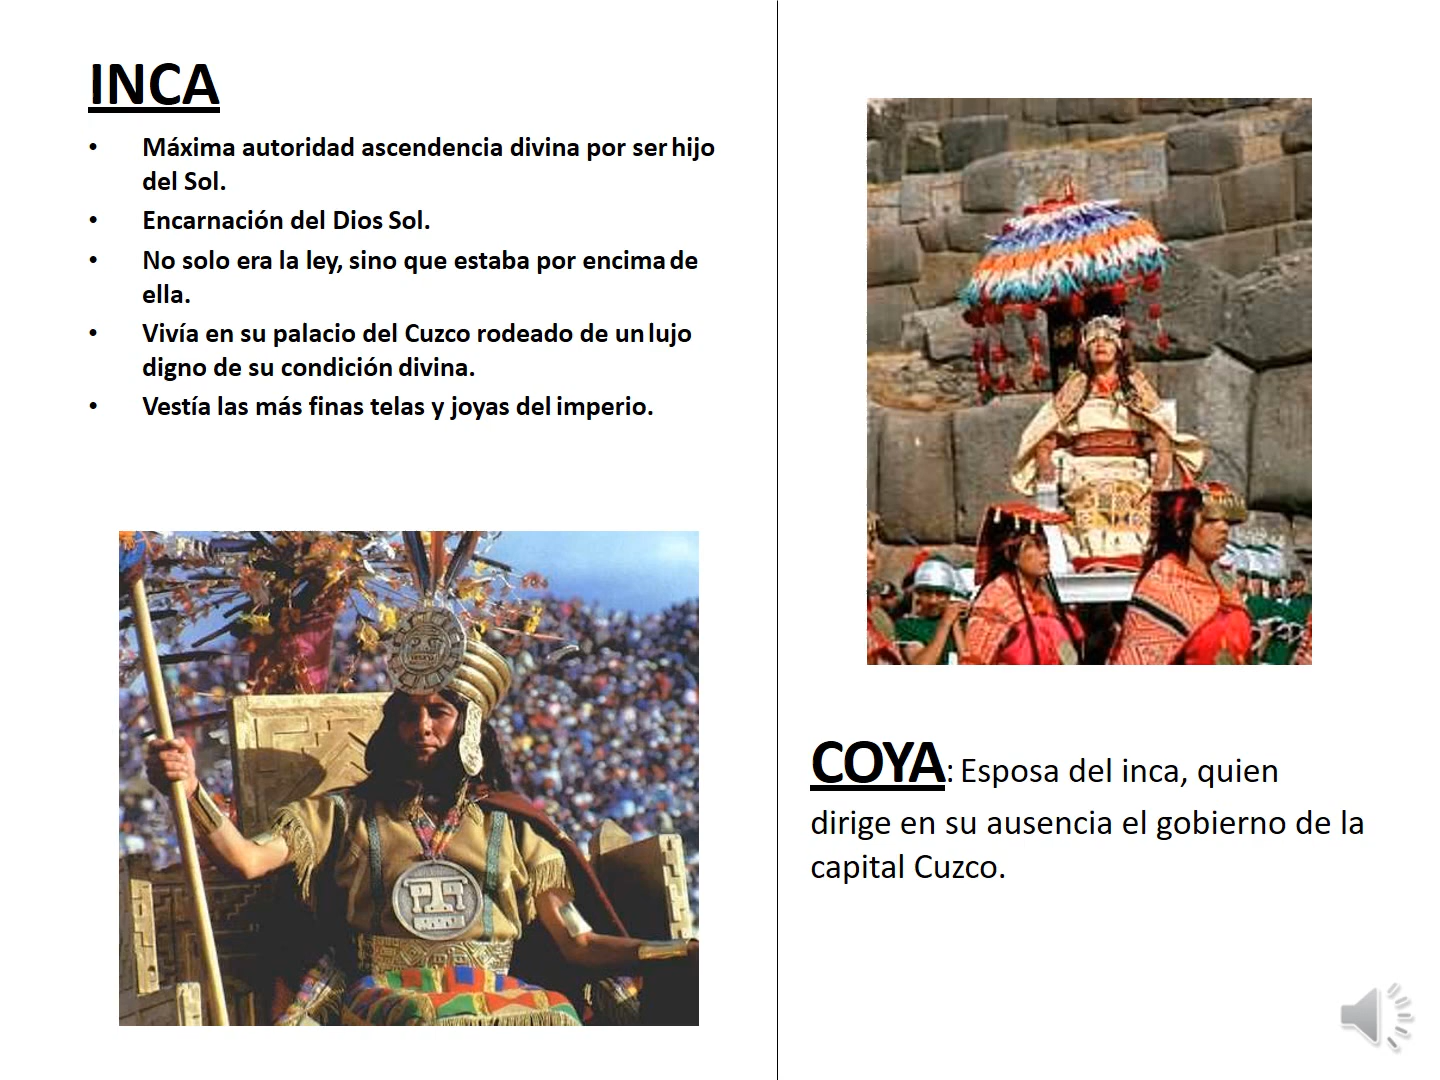 INCA
• Máxima autoridad ascendencia divina por ser hijo
del Sol.
• Encarnación del Dios Sol.
• No solo era la ley, sino que estaba por encima de
ella.
• Vivía en su palacio del Cuzco rodeado de un lujo
digno de su condición divina.
• Vestía las más finas telas y joyas del imperio.
COYA: Esposa del inca, quien
dirige en su ausencia el gobierno de la
capital Cuzco.